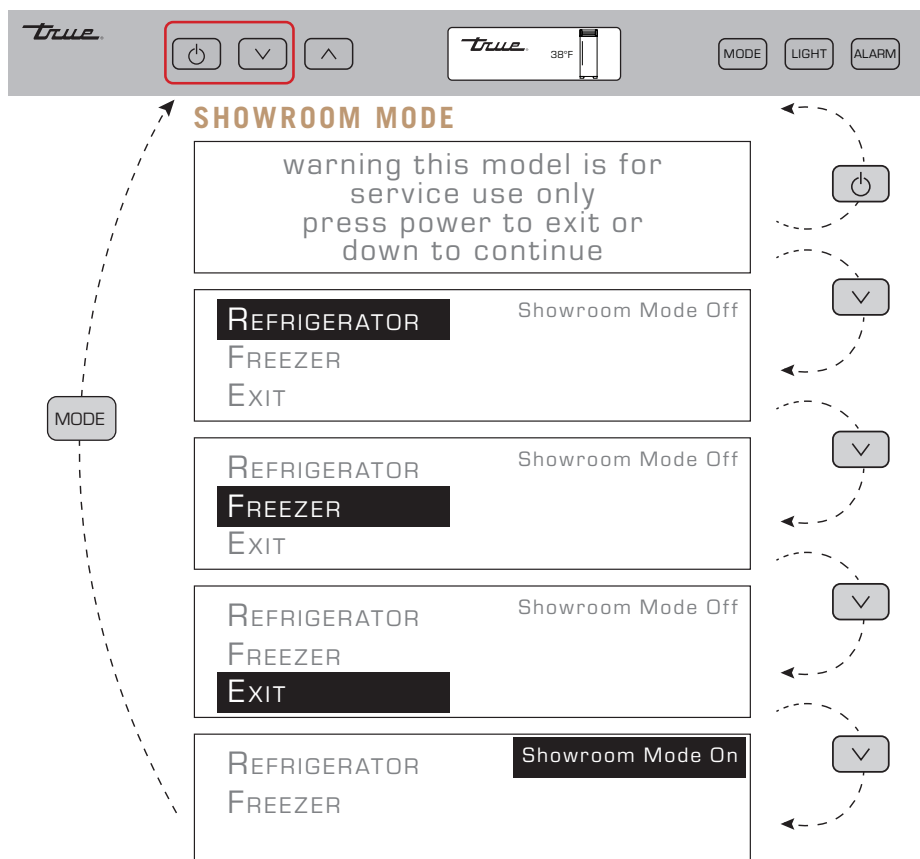 true
true
38°F
MODE
LIGHT
ALARM
SHOWROOM MODE
warning this model is for
service use only
press power to exit or
down to continue
REFRIGERATOR
Showroom Mode Off
FREEZER
EXIT
MODE
REFRIGERATOR
Showroom Mode Off
FREEZER
EXIT
REFRIGERATOR
Showroom Mode Off
FREEZER
EXIT
REFRIGERATOR
Showroom Mode On
FREEZER